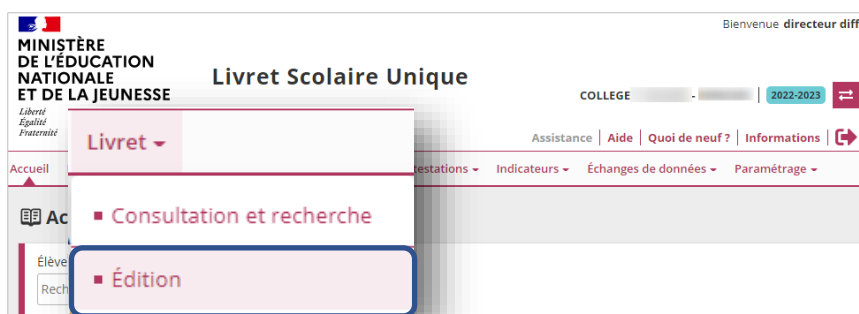 Bienvenue directeur diff
MINISTÈRE
DE L'ÉDUCATION
NATIONALE
ET DE LA JEUNESSE
Liberté
Égalité
Fraternité
Livret Scolaire Unique
COLLEGE - 2022-2023
Assistance | Aide | Quoi de neuf ? | Informations
Accueil
Livret
testations Indicateurs Échanges de données Paramétrage
Ac
Consultation et recherche
Élève
Rech
Édition